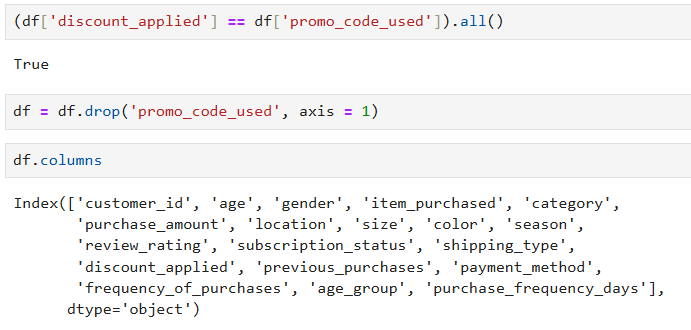 (df['discount_applied'] == df['promo_code_used']).all()
True
df = df.drop('promo_code_used', axis = 1)
df.columns
Index(['customer_id', 'age', 'gender', 'item_purchased', 'category',
'purchase_amount', 'location', 'size', 'color', 'season',
'review_rating', 'subscription_status', 'shipping_type',
'discount_applied', 'previous_purchases', 'payment_method',
'frequency_of_purchases', 'age_group', 'purchase_frequency_days'],
dtype='object')